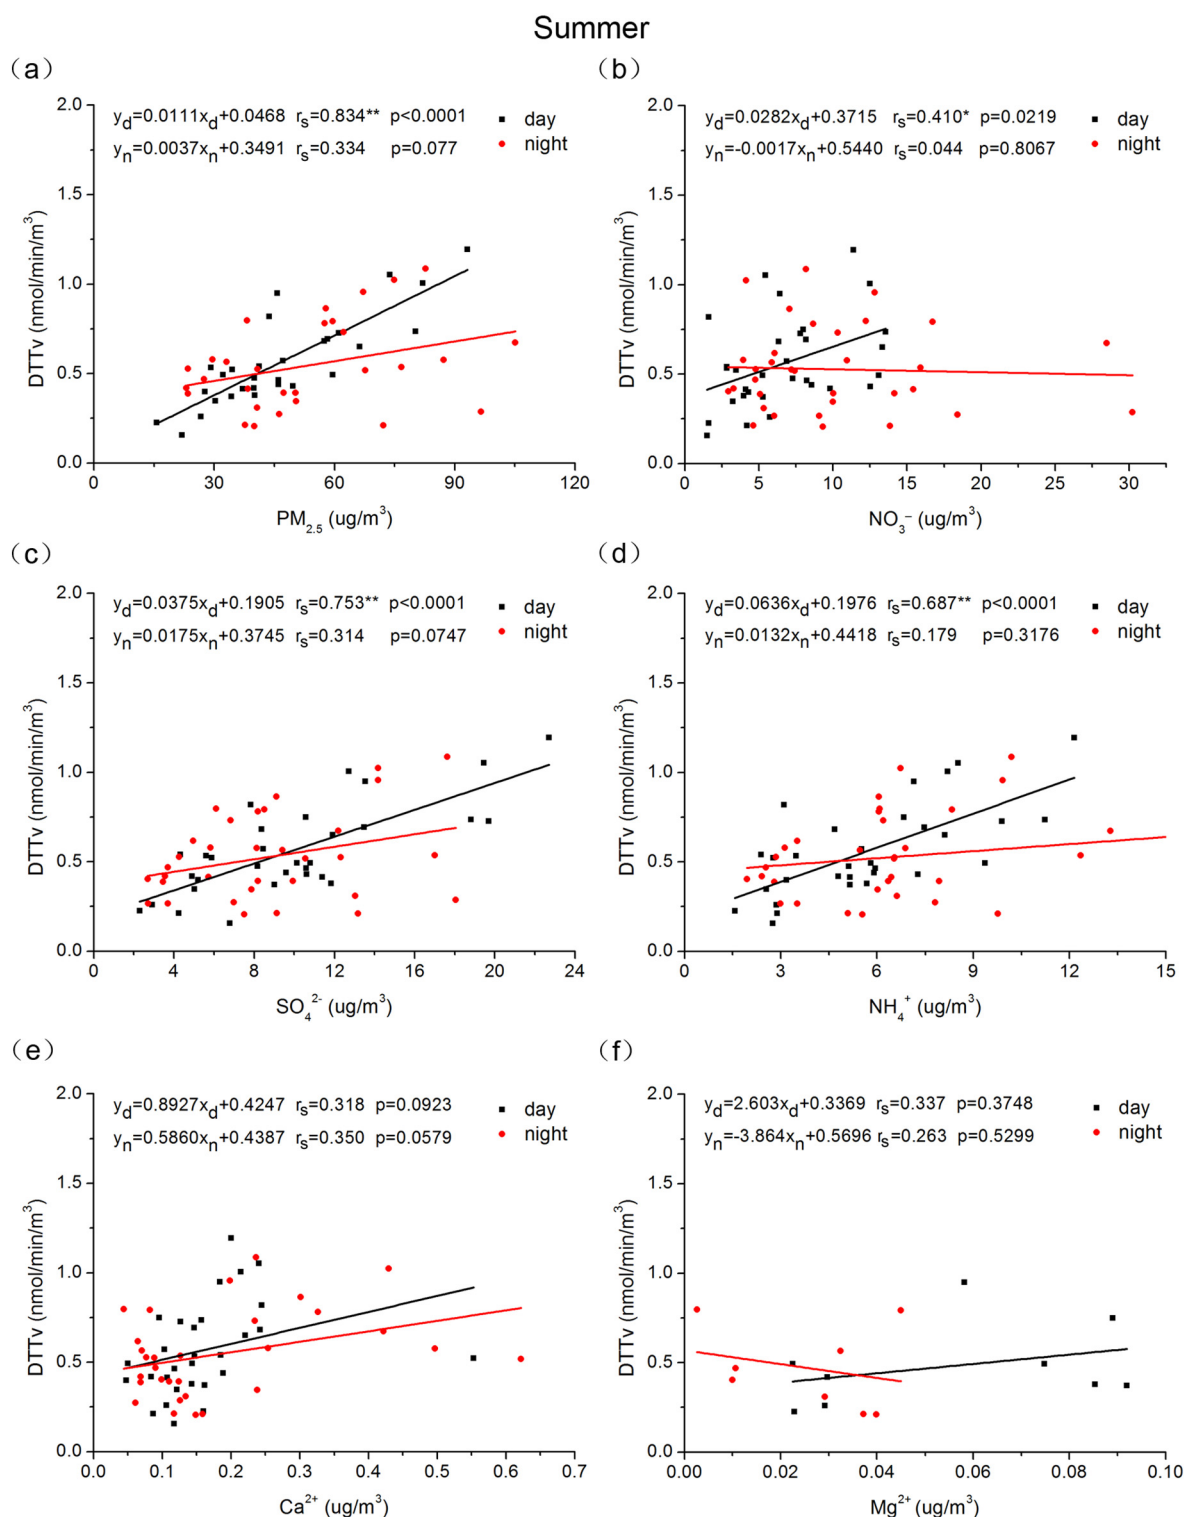 Summer
（a）
y_d=0.0111x_d+0.0468 r_s=0.834** p<0.0001
y_n=0.0037x_n+0.3491 r_s=0.334 p=0.077
day
night
DTTv (nmol/min/m³)
2.0
1.5
1.0
0.5
0.0
0 30 60 90 120
PM₂.₅ (ug/m³)
（b）
y_d=0.0282x_d+0.3715 r_s=0.410* p=0.0219
y_n=-0.0017x_n+0.5440 r_s=0.044 p=0.8067
day
night
DTTv (nmol/min/m³)
2.0
1.5
1.0
0.5
0.0
0 5 10 15 20 25 30
NO₃⁻ (ug/m³)
（c）
y_d=0.0375x_d+0.1905 r_s=0.753** p<0.0001
y_n=0.0175x_n+0.3745 r_s=0.314 p=0.0747
day
night
DTTv (nmol/min/m³)
2.0
1.5
1.0
0.5
0.0
0 4 8 12 16 20 24
SO₄²⁻ (ug/m³)
（d）
y_d=0.0636x_d+0.1976 r_s=0.687** p<0.0001
y_n=0.0132x_n+0.4418 r_s=0.179 p=0.3176
day
night
DTTv (nmol/min/m³)
2.0
1.5
1.0
0.5
0.0
0 3 6 9 12 15
NH₄⁺ (ug/m³)
（e）
y_d=0.8927x_d+0.4247 r_s=0.318 p=0.0923
y_n=0.5860x_n+0.4387 r_s=0.350 p=0.0579
day
night
DTTv (nmol/min/m³)
2.0
1.5
1.0
0.5
0.0
0.0 0.1 0.2 0.3 0.4 0.5 0.6 0.7
Ca²⁺ (ug/m³)
（f）
y_d=2.603x_d+0.3369 r_s=0.337 p=0.3748
y_n=-3.864x_n+0.5696 r_s=0.263 p=0.5299
day
night
DTTv (nmol/min/m³)
2.0
1.5
1.0
0.5
0.0
0.00 0.02 0.04 0.06 0.08 0.10
Mg²⁺ (ug/m³)